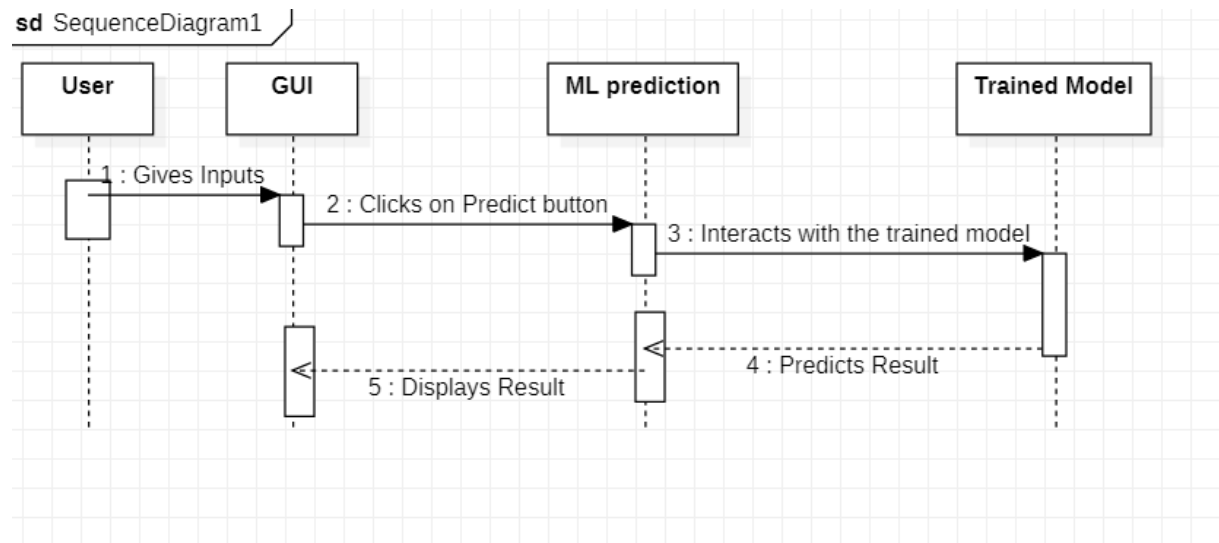 sd SequenceDiagram1
User
GUI
ML prediction
Trained Model
1 : Gives Inputs
2 : Clicks on Predict button
3 : Interacts with the trained model
4 : Predicts Result
5 : Displays Result